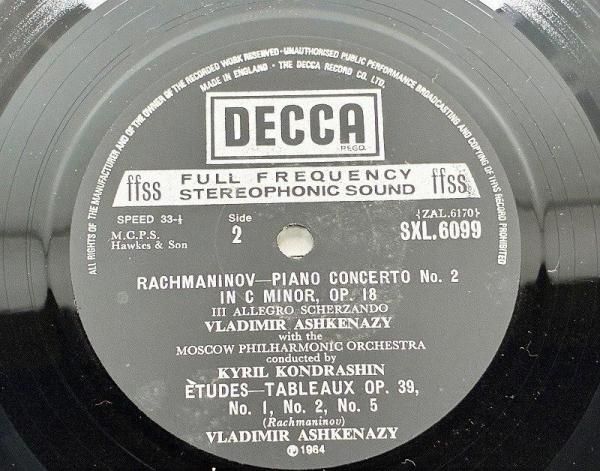 ALL RIGHTS OF THE MANUFACTURER AND OF THE OWNER OF THE RECORDED WORK RESERVED · UNAUTHORISED PUBLIC PERFORMANCE BROADCASTING AND COPYING OF THIS RECORD PROHIBITED
MADE IN ENGLAND · THE DECCA RECORD CO. LTD.
DECCA
REGD.
ffss FULL FREQUENCY STEREOPHONIC SOUND ffss
SPEED 33-⅓
Side
2
{ZAL.6170}
M.C.P.S.
Hawkes & Son
SXL.6099
RACHMANINOV—PIANO CONCERTO No. 2
IN C MINOR, OP. 18
III ALLEGRO SCHERZANDO
VLADIMIR ASHKENAZY
with the
MOSCOW PHILHARMONIC ORCHESTRA
conducted by
KYRIL KONDRASHIN
ÈTUDES—TABLEAUX OP. 39,
No. 1, No. 2, No. 5
(Rachmaninov)
VLADIMIR ASHKENAZY
℗ 1964